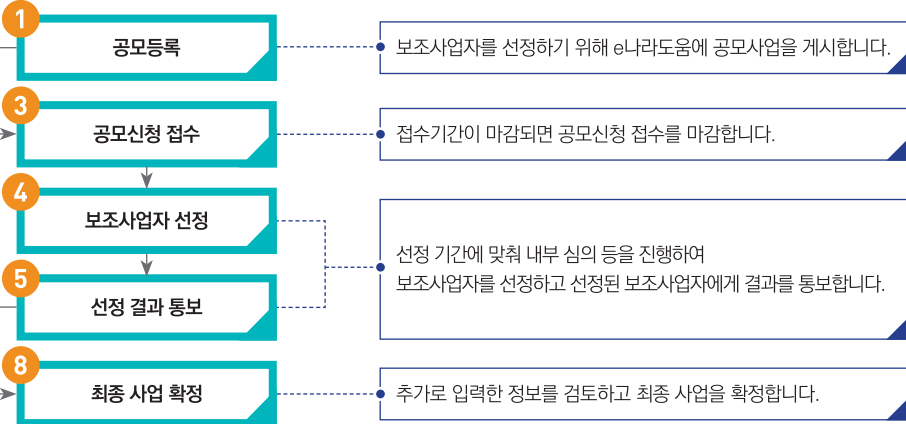 1
공모등록
보조사업자를 선정하기 위해 e나라도움에 공모사업을 게시합니다.
3
공모신청 접수
접수기간이 마감되면 공모신청 접수를 마감합니다.
4
보조사업자 선정
5
선정 결과 통보
선정 기간에 맞춰 내부 심의 등을 진행하여
보조사업자를 선정하고 선정된 보조사업자에게 결과를 통보합니다.
8
최종 사업 확정
추가로 입력한 정보를 검토하고 최종 사업을 확정합니다.